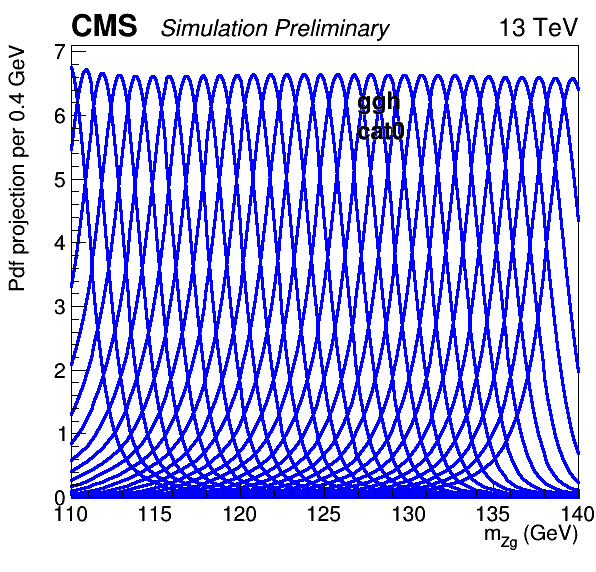 CMS Simulation Preliminary 13 TeV
Pdf projection per 0.4 GeV
7
6
5
4
3
2
1
0
ggh
cat0
110 115 120 125 130 135 140
m_Zg (GeV)